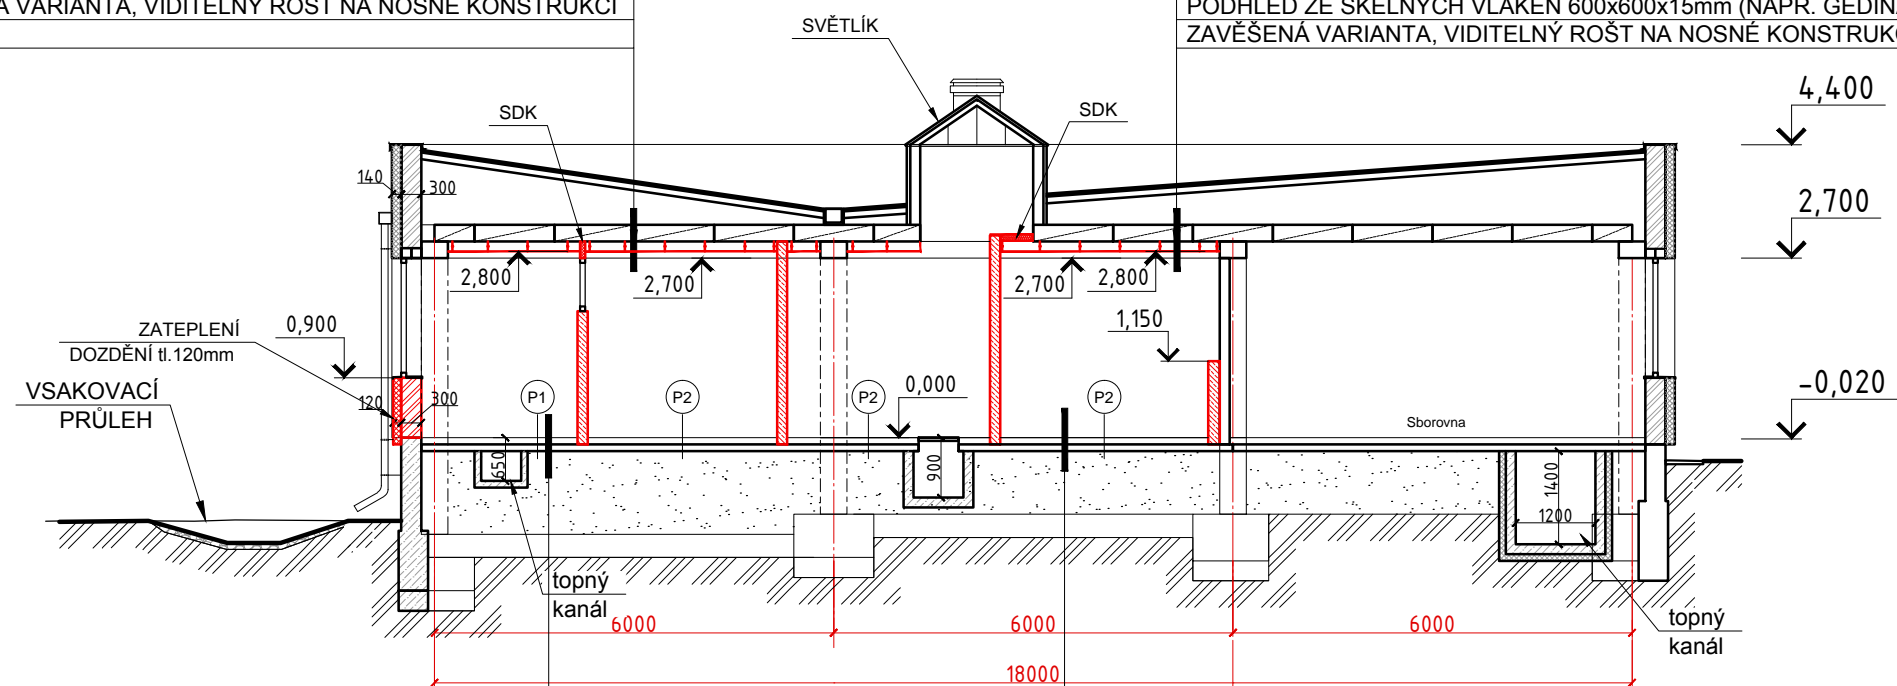 Á VARIANTA, VIDITELNÝ ROŠT NA NOSNÉ KONSTRUKCI
PODHLED ZE SKELNÝCH VLÁKEN 600x600x15mm (NAPŘ. GEDINA
ZAVĚŠENÁ VARIANTA, VIDITELNÝ ROŠT NA NOSNÉ KONSTRUKC
SVĚTLÍK
SDK
SDK
4,400
140
300
2,700
2,800
2,700
2,700
2,800
ZATEPLENÍ
DOZDĚNÍ tl.120mm
0,900
1,150
VSAKOVACÍ
PRŮLEH
120
300
P1
P2
P2
0,000
P2
-0,020
Sborovna
650
900
1400
1200
topný
kanál
topný
kanál
6000
6000
6000
18000